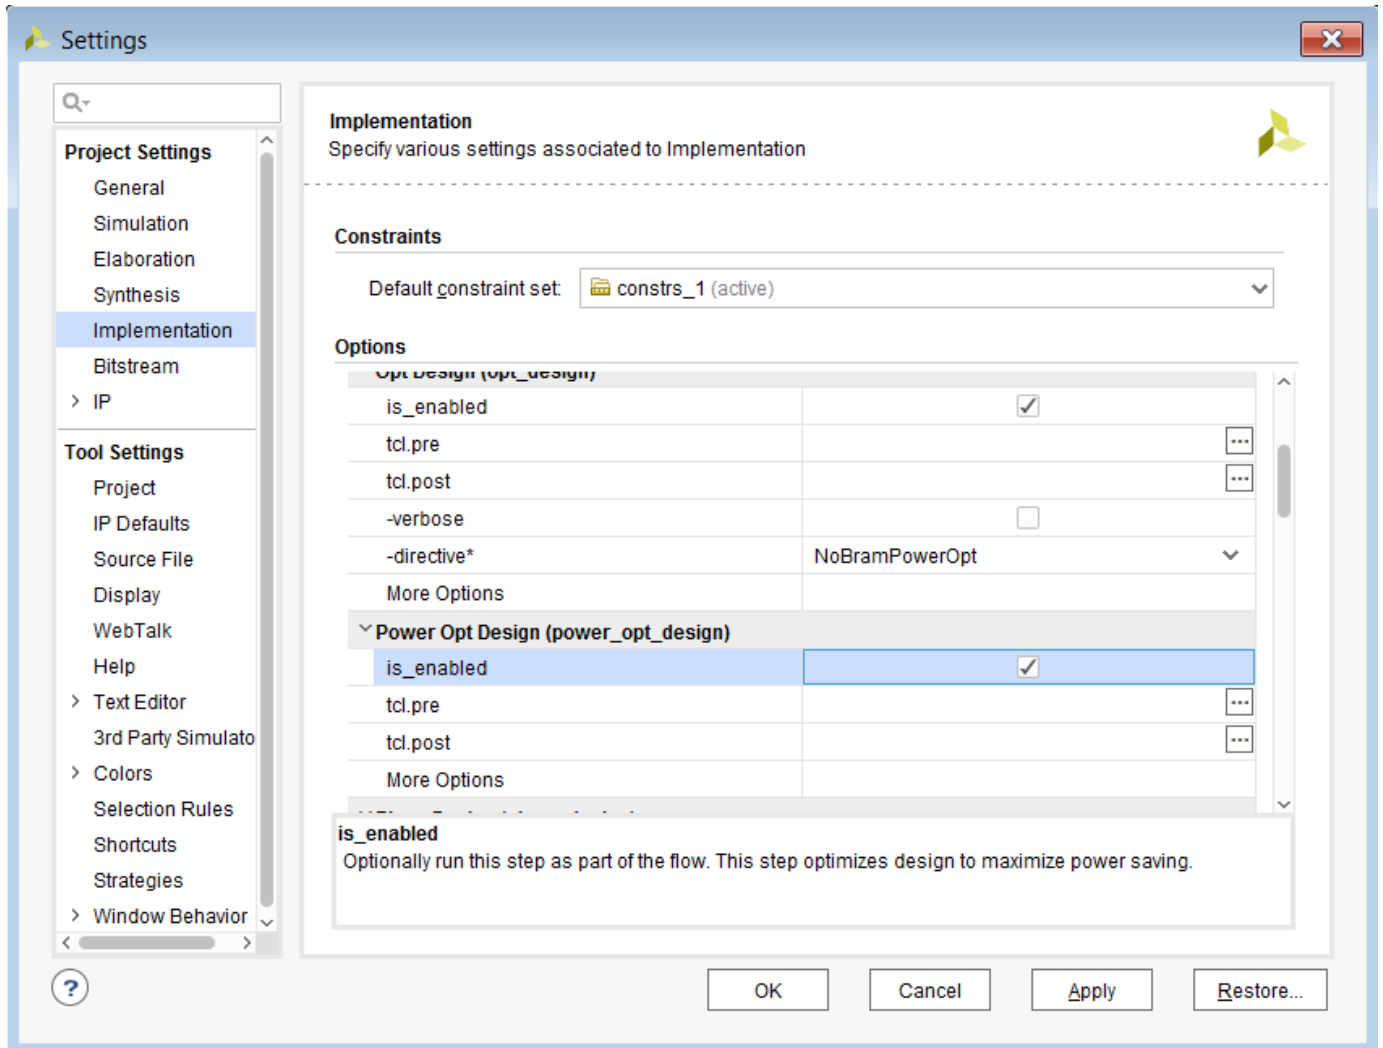 Settings
Project Settings
General
Simulation
Elaboration
Synthesis
Implementation
Bitstream
IP
Tool Settings
Project
IP Defaults
Source File
Display
WebTalk
Help
Text Editor
3rd Party Simulato
Colors
Selection Rules
Shortcuts
Strategies
Window Behavior
Implementation
Specify various settings associated to Implementation
Constraints
Default constraint set: constrs_1 (active)
Options
Opt Design (opt_design)
is_enabled
tcl.pre ...
tcl.post ...
-verbose
-directive* NoBramPowerOpt
More Options
Power Opt Design (power_opt_design)
is_enabled
tcl.pre ...
tcl.post ...
More Options
is_enabled
Optionally run this step as part of the flow. This step optimizes design to maximize power saving.
? OK Cancel Apply Restore...